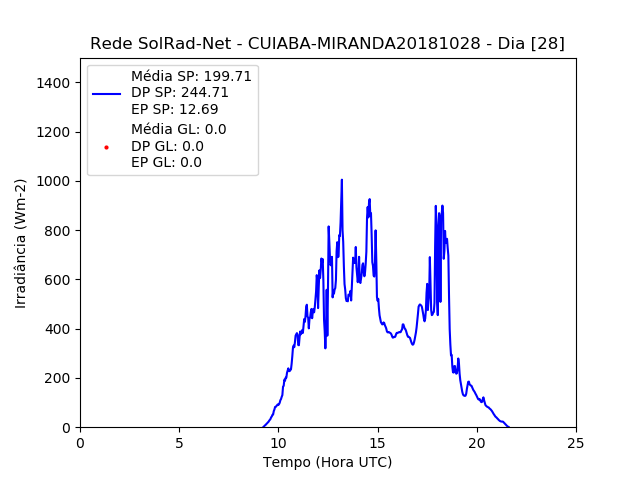 Rede SolRad-Net - CUIABA-MIRANDA20181028 - Dia [28]
Média SP: 199.71
DP SP: 244.71
EP SP: 12.69
Média GL: 0.0
DP GL: 0.0
EP GL: 0.0
Irradiância (Wm-2)
1400
1200
1000
800
600
400
200
0
0 5 10 15 20 25
Tempo (Hora UTC)